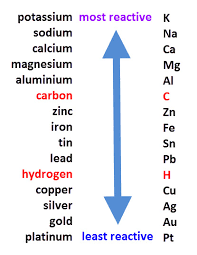 potassium most reactive K
sodium Na
calcium Ca
magnesium Mg
aluminium Al
carbon C
zinc Zn
iron Fe
tin Sn
lead Pb
hydrogen H
copper Cu
silver Ag
gold Au
platinum least reactive Pt